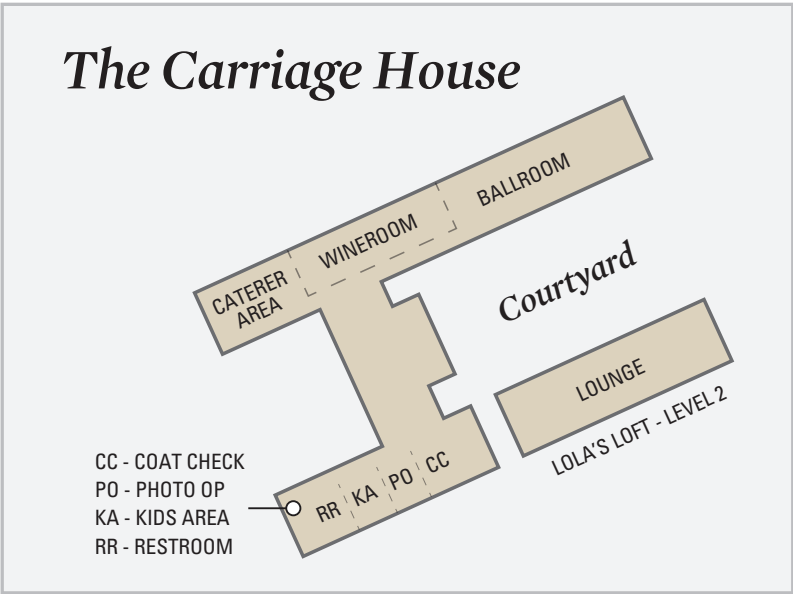 The Carriage House
BALLROOM
WINEROOM
CATERER
AREA
Courtyard
LOUNGE
LOLA'S LOFT - LEVEL 2
CC - COAT CHECK
PO - PHOTO OP
KA - KIDS AREA
RR - RESTROOM
RR KA PO CC